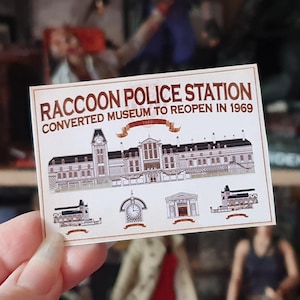 RACCOON POLICE STATION
CONVERTED MUSEUM TO REOPEN IN 1969